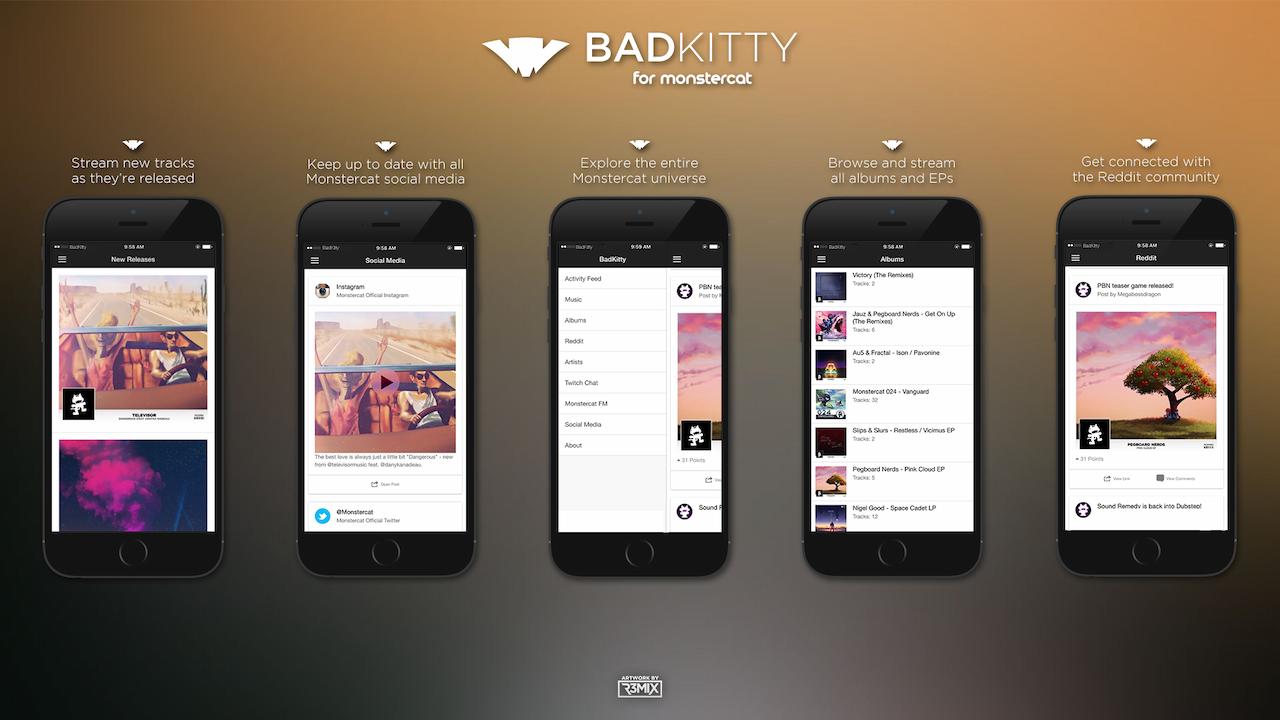 BADKITTY
for monstercat
Stream new tracks
as they're released
BadKitty
9:58 AM
New Releases
TELEVISOR
Keep up to date with all
Monstercat social media
BadKitty
9:58 AM
Social Media
Instagram
Monstercat Official Instagram
The best love is always just a little bit "Dangerous" - new
from @televisormusic feat. @danykanadeau.
Open Post
@Monstercat
Monstercat Official Twitter
Explore the entire
Monstercat universe
BadKitty
9:59 AM
BadKitty
Activity Feed
Music
Albums
Reddit
Artists
Twitch Chat
Monstercat FM
Social Media
About
PBN tea
Post by M
31 Points
Sound R
Browse and stream
all albums and EPs
BadKitty
9:58 AM
Albums
Victory (The Remixes)
Tracks: 2
Jauz & Pegboard Nerds - Get On Up
(The Remixes)
Tracks: 6
Au5 & Fractal - Ison / Pavonine
Tracks: 2
Monstercat 024 - Vanguard
Tracks: 32
024
Slips & Slurs - Restless / Vicimus EP
Tracks: 2
Pegboard Nerds - Pink Cloud EP
Tracks: 5
Nigel Good - Space Cadet LP
Tracks: 12
Get connected with
the Reddit community
BadKitty
9:58 AM
Reddit
PBN teaser game released!
Post by Megabossdragon
PEGBOARD NERDS
PINK CLOUD EP
31 Points
View Link
View Comments
Sound Remedy is back into Dubstep!
ARTWORK BY
R3MIX